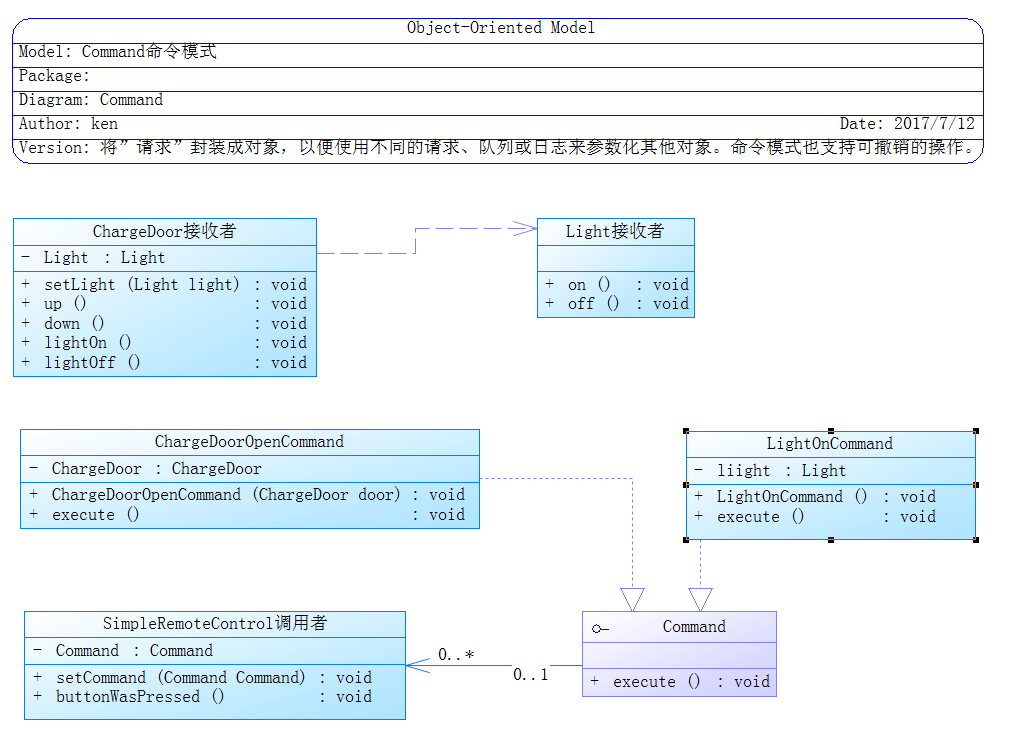 Object-Oriented Model
Model: Command命令模式
Package:
Diagram: Command
Author: ken Date: 2017/7/12
Version: 将”请求”封装成对象，以便使用不同的请求、队列或日志来参数化其他对象。命令模式也支持可撤销的操作。
ChargeDoor接收者
- Light : Light
+ setLight (Light light) : void
+ up () : void
+ down () : void
+ lightOn () : void
+ lightOff () : void
Light接收者
+ on () : void
+ off () : void
ChargeDoorOpenCommand
- ChargeDoor : ChargeDoor
+ ChargeDoorOpenCommand (ChargeDoor door) : void
+ execute () : void
LightOnCommand
- liight : Light
+ LightOnCommand () : void
+ execute () : void
SimpleRemoteControl调用者
- Command : Command
+ setCommand (Command Command) : void
+ buttonWasPressed () : void
0..*
0..1
Command
+ execute () : void